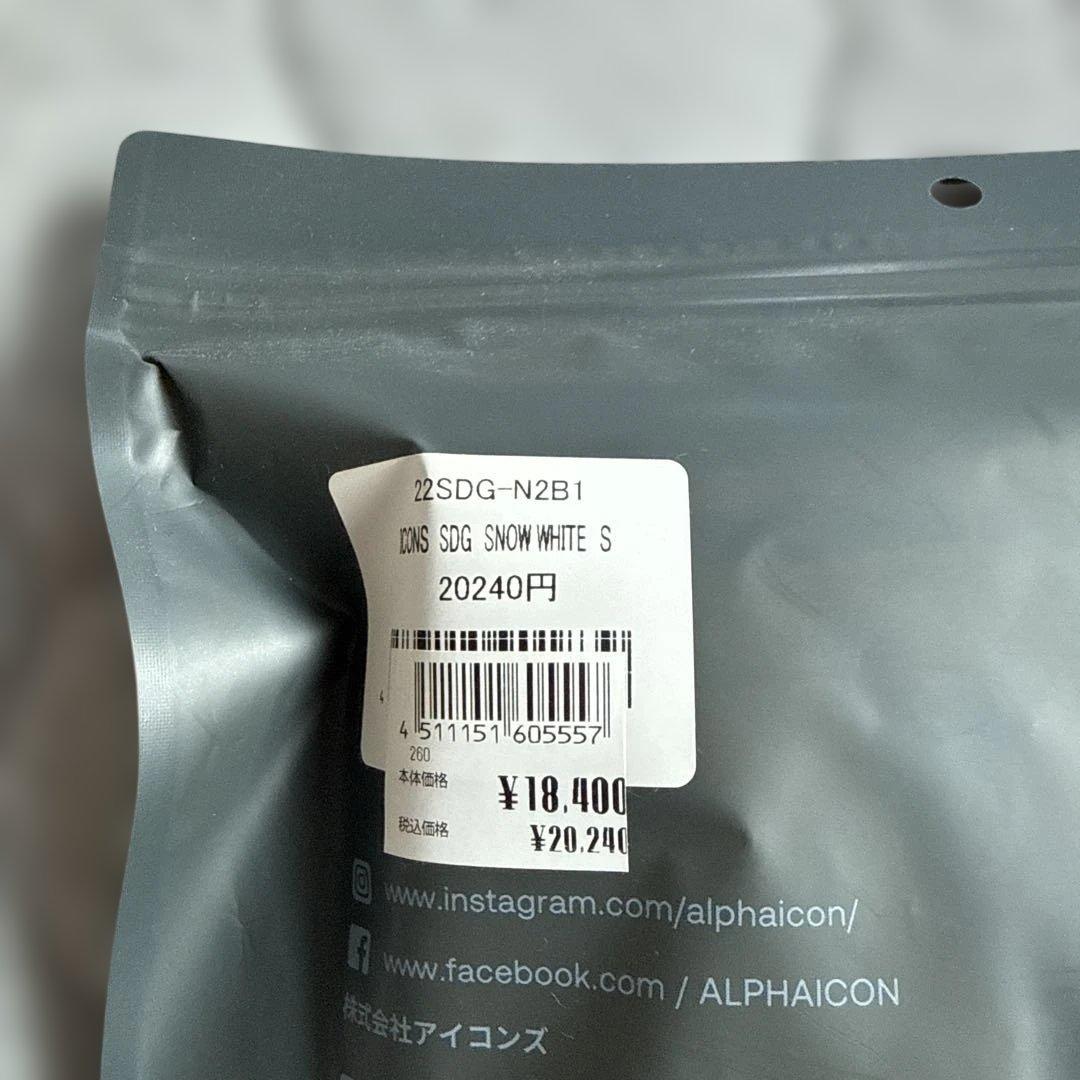 22SDG-N2B1
ICONS SDG SNOW WHITE S
20240円
4
4 511151 605557
260
本体価格 ¥18,400
税込価格 ¥20,240
www.instagram.com/alphaicon/
www.facebook.com / ALPHAICON
株式会社アイコンズ